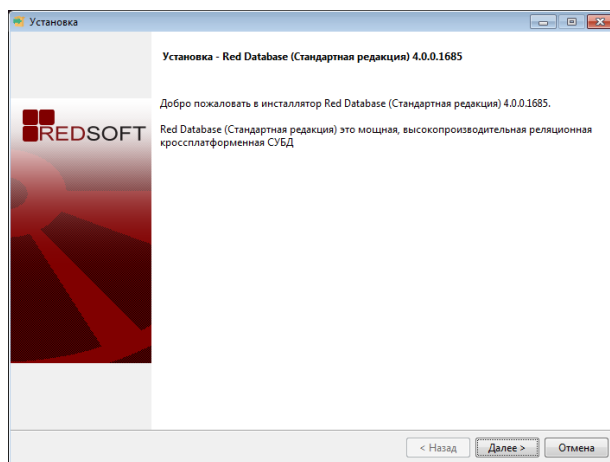 Установка
Установка - Red Database (Стандартная редакция) 4.0.0.1685
Добро пожаловать в инсталлятор Red Database (Стандартная редакция) 4.0.0.1685.
Red Database (Стандартная редакция) это мощная, высокопроизводительная реляционная
кроссплатформенная СУБД
REDSOFT
< Назад
Далее >
Отмена